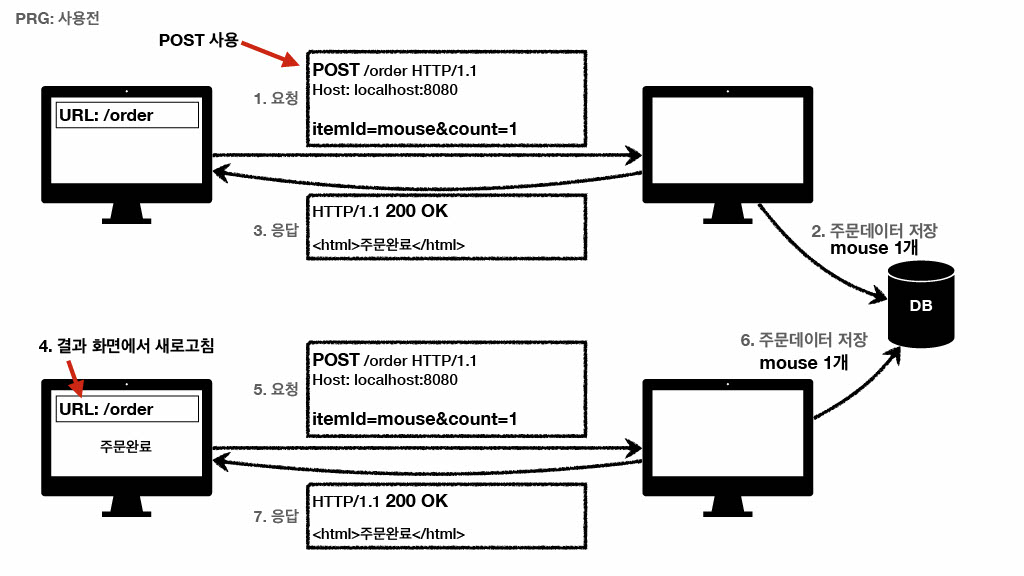 PRG: 사용전
POST 사용
POST /order HTTP/1.1
Host: localhost:8080
1. 요청
itemId=mouse&count=1
URL: /order
HTTP/1.1 200 OK
3. 응답
<html>주문완료</html>
2. 주문데이터 저장
mouse 1개
DB
4. 결과 화면에서 새로고침
POST /order HTTP/1.1
Host: localhost:8080
5. 요청
itemId=mouse&count=1
URL: /order
주문완료
6. 주문데이터 저장
mouse 1개
HTTP/1.1 200 OK
7. 응답
<html>주문완료</html>